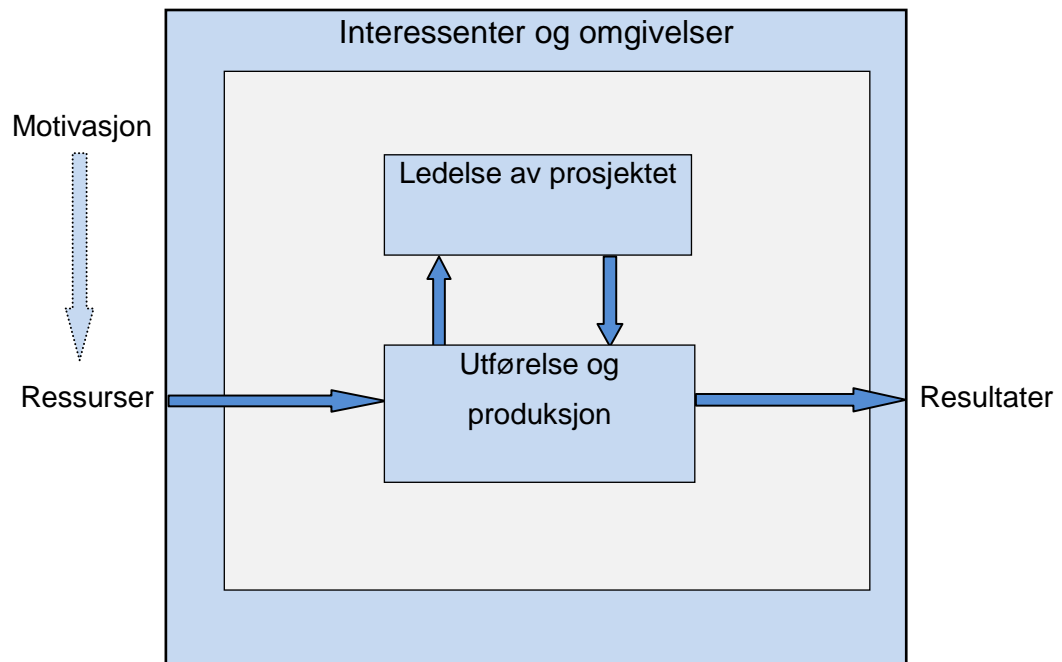 Interessenter og omgivelser
Motivasjon
Ledelse av prosjektet
Utførelse og
produksjon
Ressurser
Resultater